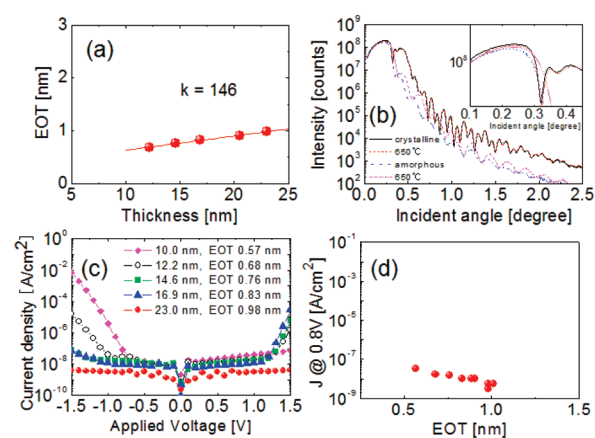 (a)
k = 146
EOT [nm]
3
2
1
0
5 10 15 20 25
Thickness [nm]
(b)
Intensity [counts]
10^9
10^8
10^7
10^6
10^5
10^4
10^3
10^2
0.0 0.5 1.0 1.5 2.0 2.5
Incident angle [degree]
crystalline
650℃
amorphous
650℃
10^8
0.1 0.2 0.3 0.4
Incident angle [degree]
(c)
Current density [A/cm^2]
10^0
10^-2
10^-4
10^-6
10^-8
10^-10
-1.5 -1.0 -0.5 0.0 0.5 1.0 1.5
Applied Voltage [V]
10.0 nm, EOT 0.57 nm
12.2 nm, EOT 0.68 nm
14.6 nm, EOT 0.76 nm
16.9 nm, EOT 0.83 nm
23.0 nm, EOT 0.98 nm
(d)
J @ 0.8V [A/cm^2]
10^-1
10^-3
10^-5
10^-7
10^-9
0.5 1.0 1.5
EOT [nm]